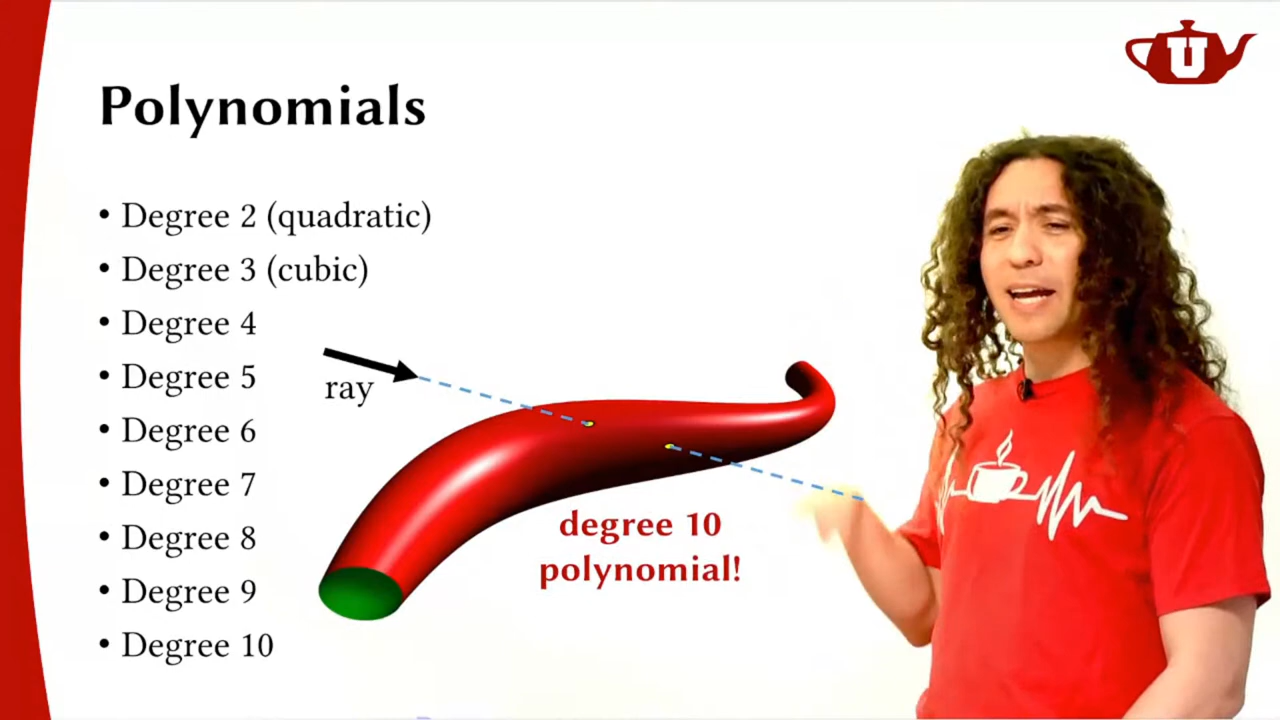 U
Polynomials
• Degree 2 (quadratic)
• Degree 3 (cubic)
• Degree 4
• Degree 5
• Degree 6
• Degree 7
• Degree 8
• Degree 9
• Degree 10
ray
degree 10
polynomial!